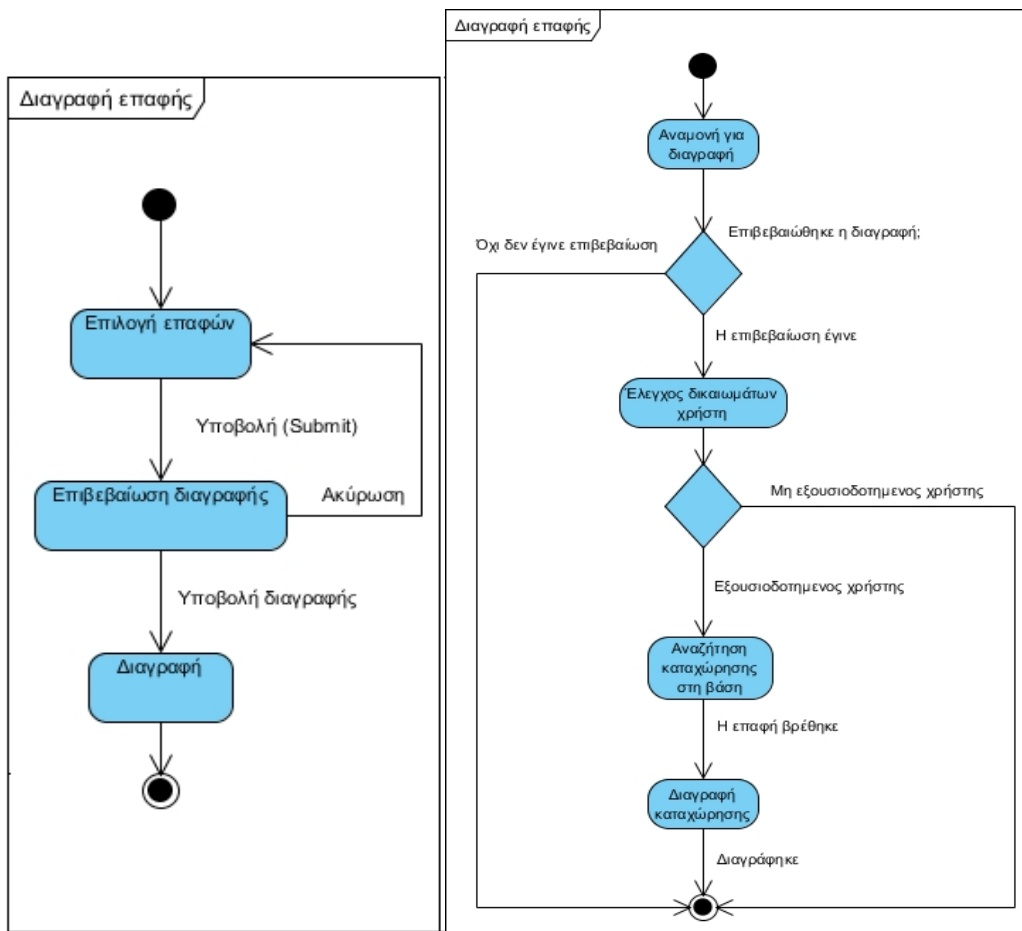 Διαγραφή επαφής
Επιλογή επαφών
Υποβολή (Submit)
Επιβεβαίωση διαγραφής
Ακύρωση
Υποβολή διαγραφής
Διαγραφή
Διαγραφή επαφής
Αναμονή για
διαγραφή
Επιβεβαιώθηκε η διαγραφή;
Όχι δεν έγινε επιβεβαίωση
Η επιβεβαίωση έγινε
Έλεγχος δικαιωμάτων
χρήστη
Μη εξουσιοδοτημενος χρήστης
Εξουσιοδοτημενος χρήστης
Αναζήτηση
καταχώρησης
στη βάση
Η επαφή βρέθηκε
Διαγραφή
καταχώρησης
Διαγράφηκε